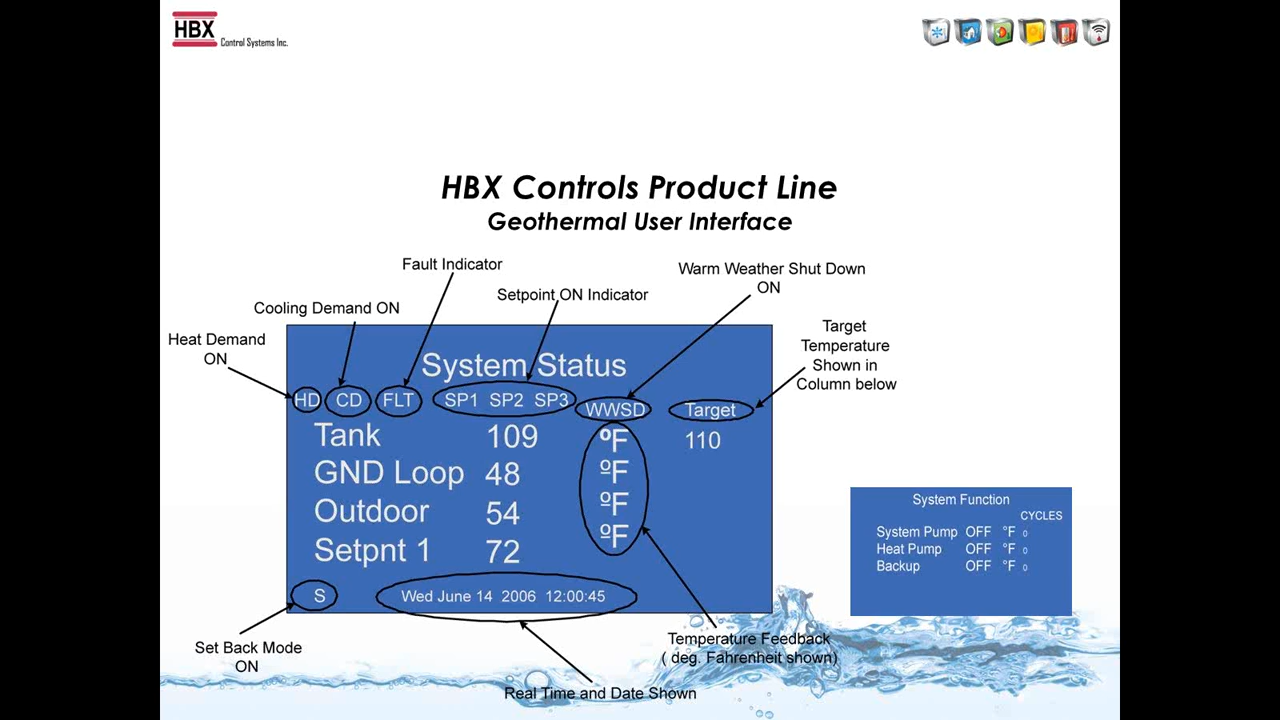 HBX
Control Systems Inc.
HBX Controls Product Line
Geothermal User Interface
Fault Indicator
Warm Weather Shut Down
ON
Setpoint ON Indicator
Cooling Demand ON
Heat Demand
ON
Target
Temperature
Shown in
Column below
System Status
HD CD FLT SP1 SP2 SP3 WWSD Target
Tank 109 ºF 110
GND Loop 48 ºF
Outdoor 54 ºF
Setpnt 1 72 ºF
S Wed June 14 2006 12:00:45
System Function
CYCLES
System Pump OFF °F 0
Heat Pump OFF °F 0
Backup OFF °F 0
Set Back Mode
ON
Temperature Feedback
( deg. Fahrenheit shown)
Real Time and Date Shown